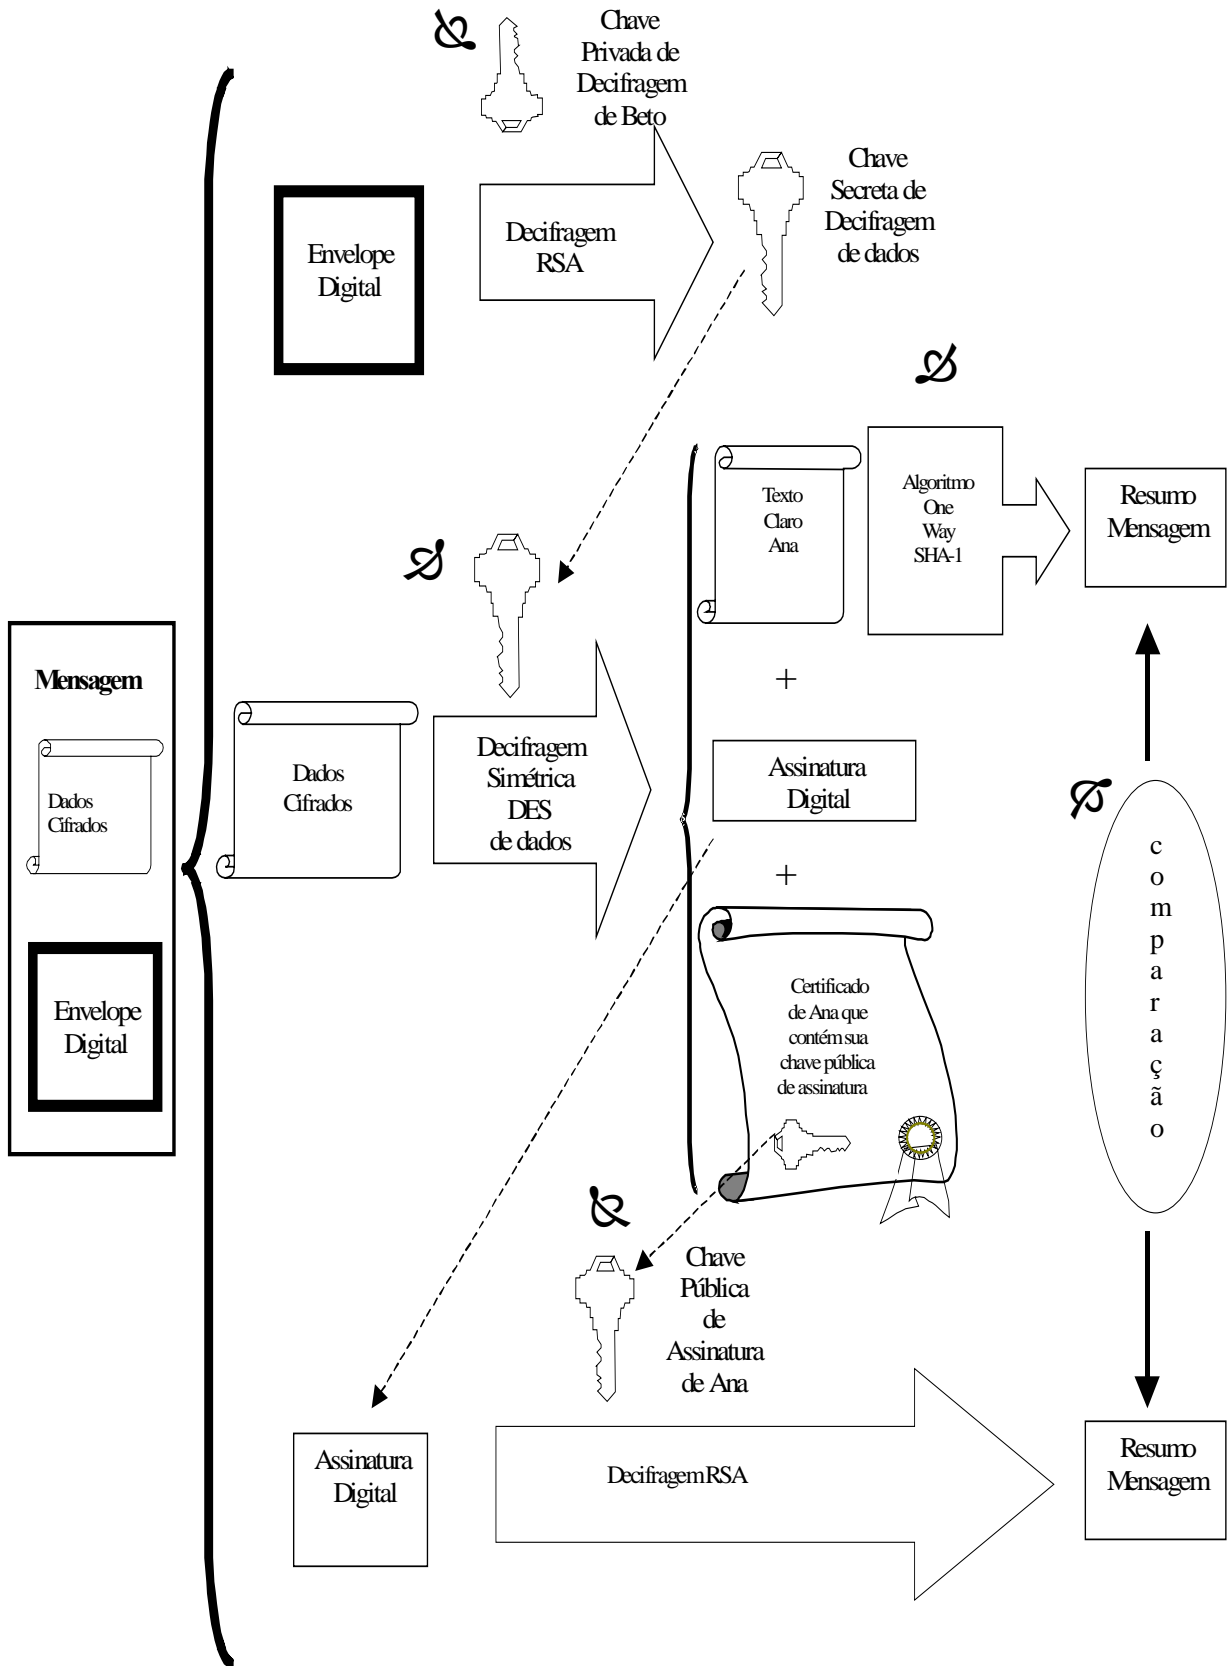 Chave
Privada de
Decifragem
de Beto
Chave
Secreta de
Decifragem
de dados
Envelope
Digital
Decifragem
RSA
Texto
Claro
Ana
Algoritmo
One
Way
SHA-1
Resumo
Mensagem
+
Mensagem
Dados
Cifrados
Envelope
Digital
Dados
Cifrados
Decifragem
Simétrica
DES
de dados
Assinatura
Digital
+
Certificado
de Ana que
contém sua
chave pública
de assinatura
c
o
m
p
a
r
a
ç
ã
o
Chave
Pública
de
Assinatura
de Ana
Assinatura
Digital
Decifragem RSA
Resumo
Mensagem